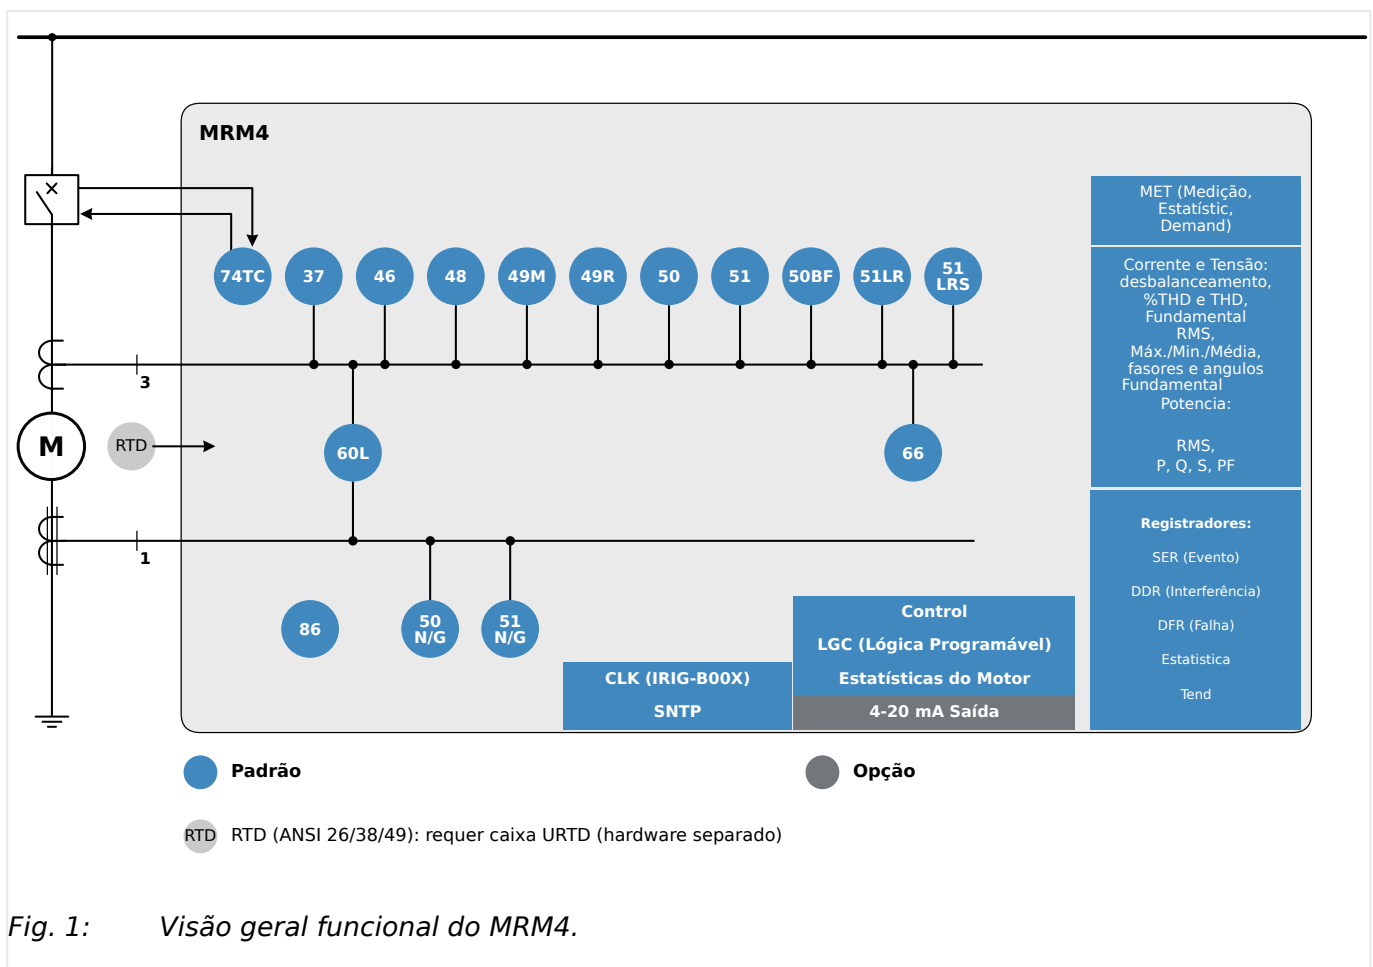 MRM4
74TC
37
46
48
49M
49R
50
51
50BF
51LR
51
LRS
3
M
RTD
60L
66
1
86
50
N/G
51
N/G
CLK (IRIG-B00X)
SNTP
Control
LGC (Lógica Programável)
Estatísticas do Motor
4-20 mA Saída
MET (Medição,
Estatístic,
Demand)
Corrente e Tensão:
desbalanceamento,
%THD e THD,
Fundamental
RMS,
Máx./Min./Média,
fasores e angulos
Fundamental
Potencia:
RMS,
P, Q, S, PF
Registradores:
SER (Evento)
DDR (Interferência)
DFR (Falha)
Estatistica
Tend
Padrão
Opção
RTD RTD (ANSI 26/38/49): requer caixa URTD (hardware separado)
Fig. 1: Visão geral funcional do MRM4.